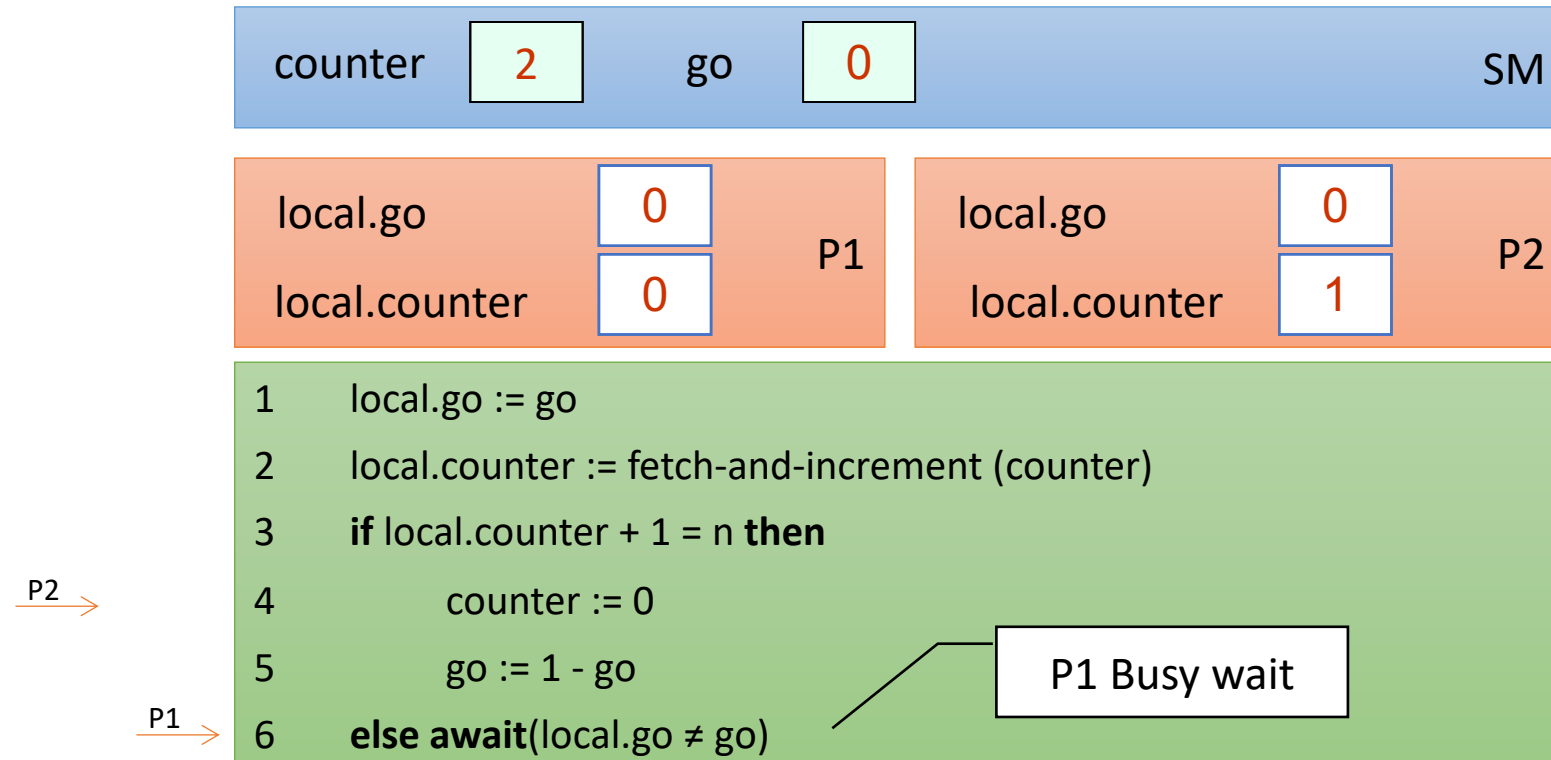 counter 2 go 0 SM
local.go 0 P1 local.go 0 P2
local.counter 0 local.counter 1
1 local.go := go
2 local.counter := fetch-and-increment (counter)
3 if local.counter + 1 = n then
P2 4 counter := 0
5 go := 1 - go
P1 Busy wait
P1 6 else await(local.go ≠ go)